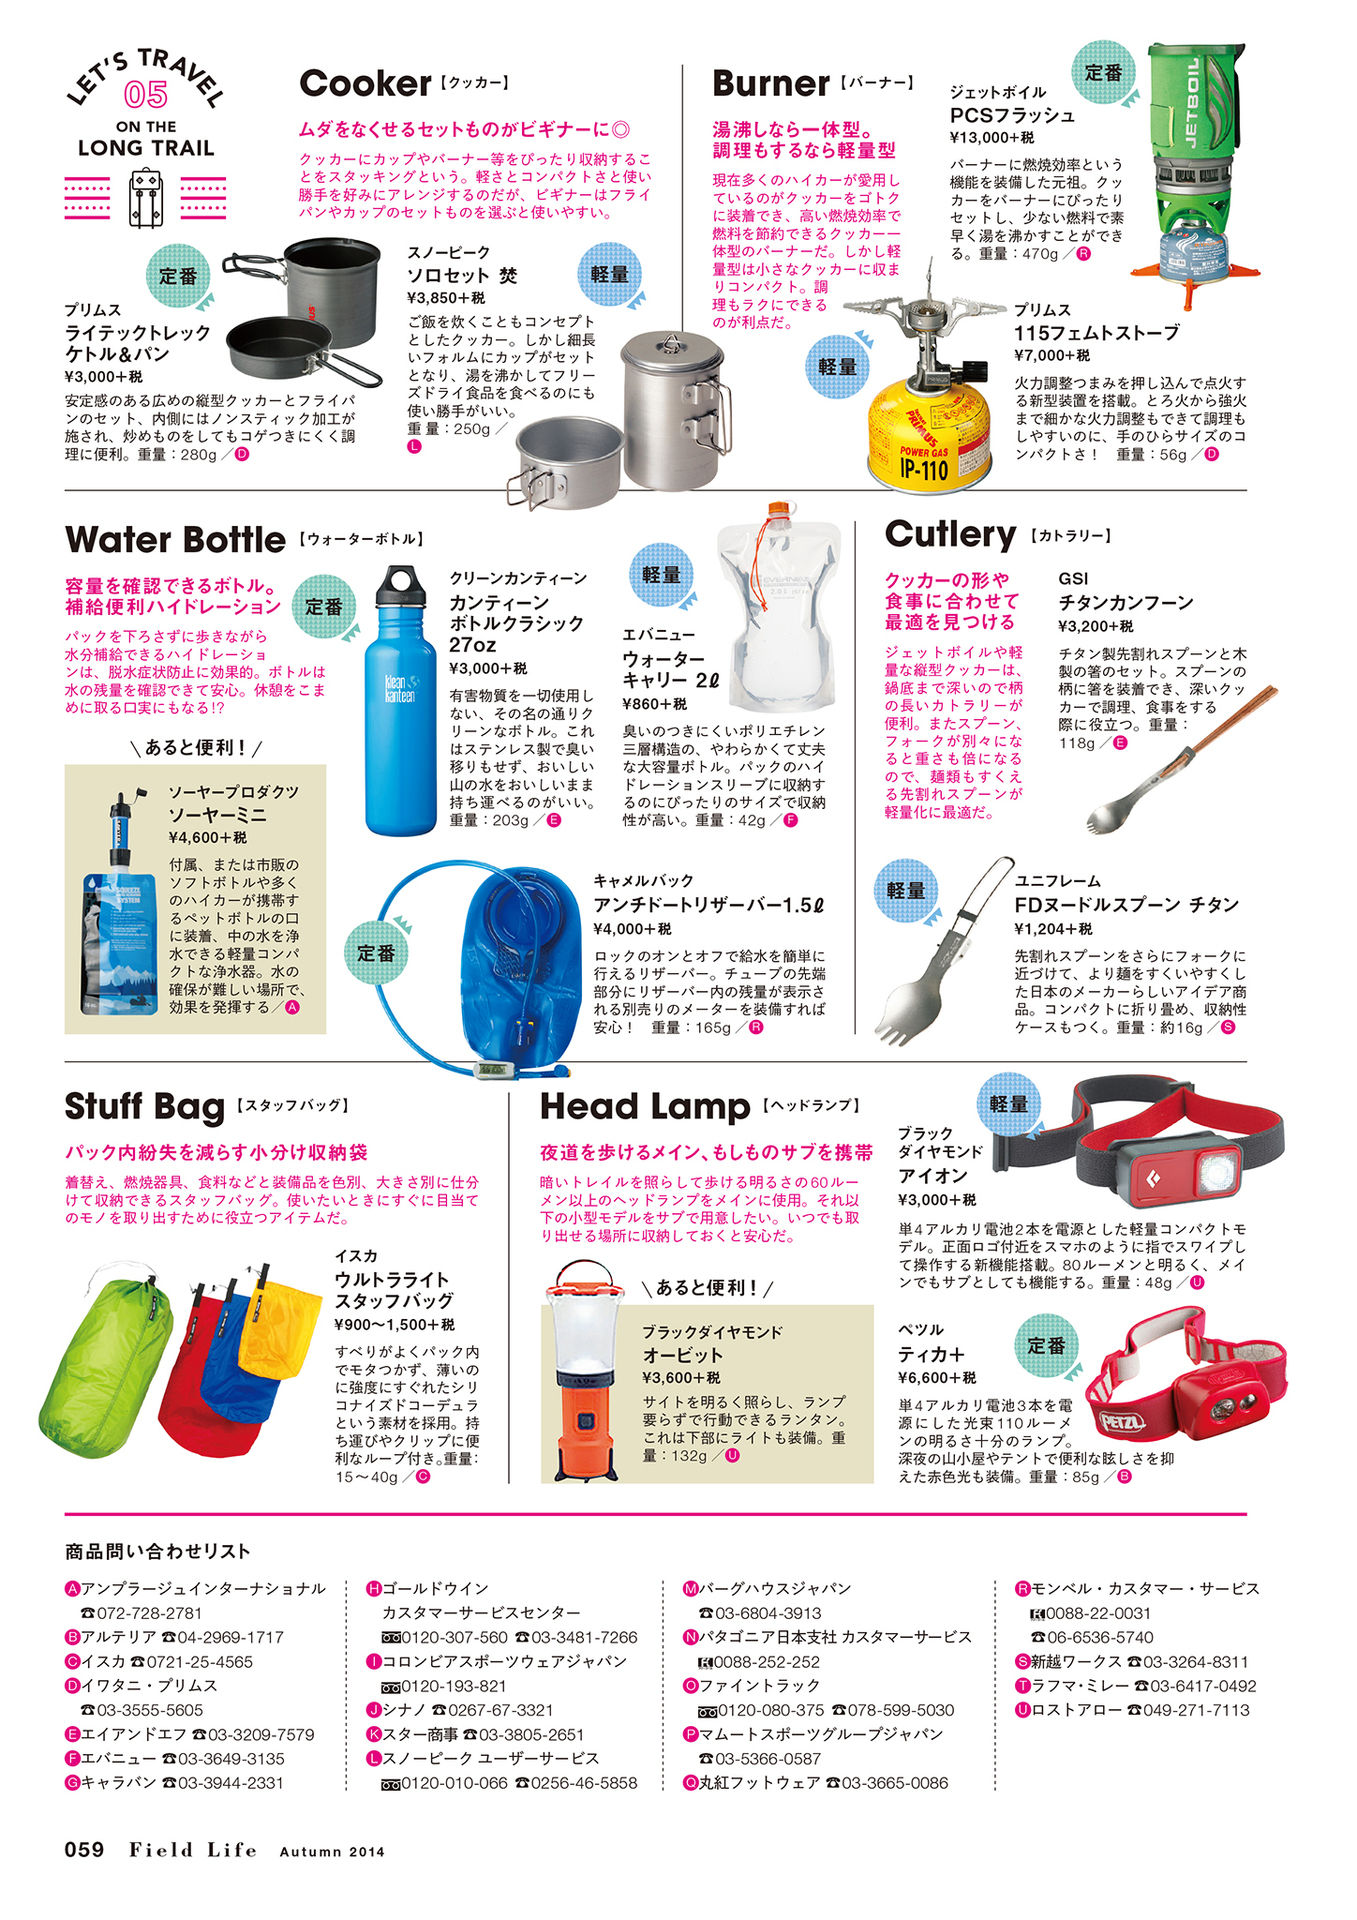 LET'S TRAVEL
05
ON THE
LONG TRAIL
Cooker【クッカー】
ムダをなくせるセットものがビギナーに◎
クッカーにカップやバーナー等をぴったり収納するこ
とをスタッキングという。軽さとコンパクトさと使い
勝手を好みにアレンジするのだが、ビギナーはフライ
パンやカップのセットものを選ぶと使いやすい。
定番
プリムス
ライテックトレック
ケトル&パン
¥3,000+税
安定感のある広めの縦型クッカーとフライパ
ンのセット、内側にはノンスティック加工が
施され、炒めものをしてもコゲつきにくく調
理に便利。重量：280g／D
スノーピーク
ソロセット 焚
¥3,850+税
軽量
ご飯を炊くこともコンセプト
としたクッカー。しかし細長
いフォルムにカップがセット
となり、湯を沸かしてフリー
ズドライ食品を食べるのにも
使い勝手がいい。
重量：250g／
L
Burner【バーナー】
湯沸しなら一体型。
調理もするなら軽量型
現在多くのハイカーが愛用し
ているのがクッカーをゴトク
に装着でき、高い燃焼効率で
燃料を節約できるクッカー一
体型のバーナーだ。しかし軽
量型は小さなクッカーに収ま
りコンパクト。調
理もラクにできる
のが利点だ。
定番
ジェットボイル
PCSフラッシュ
¥13,000+税
バーナーに燃焼効率という
機能を装備した元祖。クッ
カーをバーナーにぴったり
セットし、少ない燃料で素
早く湯を沸かすことができ
る。重量：470g／R
JETBOIL
軽量
プリムス
115フェムトストーブ
¥7,000+税
火力調整つまみを押し込んで点火す
る新型装置を搭載。とろ火から強火
まで細かな火力調整もできて調理も
しやすいのに、手のひらサイズのコ
ンパクトさ！　重量：56g／D
PRIMUS
POWER GAS
IP-110
Water Bottle【ウォーターボトル】
容量を確認できるボトル。
補給便利ハイドレーション
パックを下ろさずに歩きながら
水分補給できるハイドレーショ
ンは、脱水症状防止に効果的。ボトルは
水の残量を確認できて安心。休憩をこま
めに取る口実にもなる!?
定番
クリーンカンティーン
カンティーン
ボトルクラシック
27oz
¥3,000+税
有害物質を一切使用し
ない、その名の通りク
リーンなボトル。これ
はステンレス製で臭い
移りもせず、おいしい
山の水をおいしいまま
持ち運べるのがいい。
重量：203g／E
klean
kanteen
軽量
エバニュー
ウォーター
キャリー 2ℓ
¥860+税
臭いのつきにくいポリエチレン
三層構造の、やわらかくて丈夫
な大容量ボトル。パックのハイ
ドレーションスリーブに収納す
るのにぴったりのサイズで収納
性が高い。重量：42g／F
\ あると便利！ /
ソーヤープロダクツ
ソーヤーミニ
¥4,600+税
付属、または市販の
ソフトボトルや多く
のハイカーが携帯す
るペットボトルの口
に装着、中の水を浄
水できる軽量コンパ
クトな浄水器。水の
確保が難しい場所で、
効果を発揮する／A
定番
キャメルバック
アンチドートリザーバー1.5ℓ
¥4,000+税
ロックのオンとオフで給水を簡単に
行えるリザーバー。チューブの先端
部分にリザーバー内の残量が表示さ
れる別売りのメーターを装備すれば
安心！　重量：165g／R
Cutlery【カトラリー】
クッカーの形や
食事に合わせて
最適を見つける
ジェットボイルや軽
量な縦型クッカーは、
鍋底まで深いので柄
の長いカトラリーが
便利。またスプーン、
フォークが別々にな
ると重さも倍になる
ので、麺類もすくえ
る先割れスプーンが
軽量化に最適だ。
GSI
チタンカンフーン
¥3,200+税
チタン製先割れスプーンと木
製の箸のセット。スプーンの
柄に箸を装着でき、深いクッ
カーで調理、食事をする
際に役立つ。重量：
118g／E
軽量
ユニフレーム
FDヌードルスプーン チタン
¥1,204+税
先割れスプーンをさらにフォークに
近づけて、より麺をすくいやすくし
た日本のメーカーらしいアイデア商
品。コンパクトに折り畳め、収納性
ケースもつく。重量：約16g／S
Stuff Bag【スタッフバッグ】
パック内紛失を減らす小分け収納袋
着替え、燃焼器具、食料などと装備品を色別、大きさ別に仕分
けて収納できるスタッフバッグ。使いたいときにすぐに目当て
のモノを取り出すために役立つアイテムだ。
イスカ
ウルトラライト
スタッフバッグ
¥900〜1,500+税
すべりがよくパック内
でモタつかず、薄いの
に強度にすぐれたシリ
コナイズドコーデュラ
という素材を採用。持
ち運びやクリップに便
利なループ付き。重量：
15〜40g／C
Head Lamp【ヘッドランプ】
夜道を歩けるメイン、もしものサブを携帯
暗いトレイルを照らして歩ける明るさの60ルー
メン以上のヘッドランプをメインに使用。それ以
下の小型モデルをサブで用意したい。いつでも取
り出せる場所に収納しておくと安心だ。
\ あると便利！ /
ブラックダイヤモンド
オービット
¥3,600+税
サイトを明るく照らし、ランプ
要らずで行動できるランタン。
これは下部にライトも装備。重
量：132g／U
軽量
ブラック
ダイヤモンド
アイオン
¥3,000+税
単4アルカリ電池2本を電源とした軽量コンパクトモ
デル。正面ロゴ付近をスマホのように指でスワイプし
て操作する新機能搭載。80ルーメンと明るく、メイ
ンでもサブとしても機能する。重量：48g／U
ペツル
ティカ+
¥6,600+税
定番
単4アルカリ電池3本を電
源にした光束110ルーメ
ンの明るさ十分のランプ。
深夜の山小屋やテントで便利な眩しさを抑
えた赤色光も装備。重量：85g／B
PETZL
商品問い合わせリスト
Aアンプラージュインターナショナル
☎072-728-2781
Bアルテリア ☎04-2969-1717
Cイスカ ☎0721-25-4565
Dイワタニ・プリムス
☎03-3555-5605
Eエイアンドエフ ☎03-3209-7579
Fエバニュー ☎03-3649-3135
Gキャラバン ☎03-3944-2331
Hゴールドウイン
カスタマーサービスセンター
0120-307-560 ☎03-3481-7266
Iコロンビアスポーツウェアジャパン
0120-193-821
Jシナノ ☎0267-67-3321
Kスター商事 ☎03-3805-2651
Lスノーピーク ユーザーサービス
0120-010-066 ☎0256-46-5858
Mバーグハウスジャパン
☎03-6804-3913
Nパタゴニア日本支社 カスタマーサービス
0088-252-252
Oファイントラック
0120-080-375 ☎078-599-5030
Pマムートスポーツグループジャパン
☎03-5366-0587
Q丸紅フットウェア ☎03-3665-0086
Rモンベル・カスタマー・サービス
0088-22-0031
☎06-6536-5740
S新越ワークス ☎03-3264-8311
Tラフマ・ミレー ☎03-6417-0492
Uロストアロー ☎049-271-7113
059 Field Life Autumn 2014